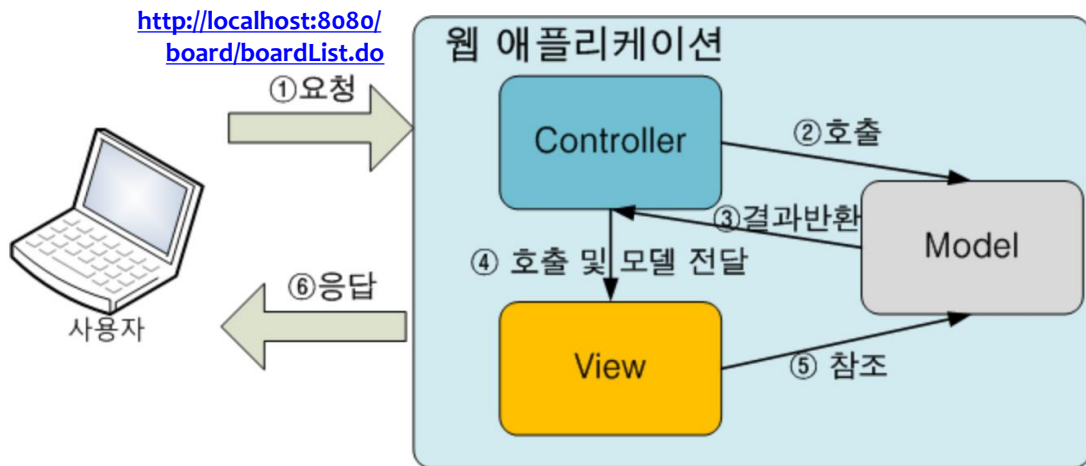 http://localhost:8080/
board/boardList.do
웹 애플리케이션
①요청
Controller
②호출
③결과반환
Model
④ 호출 및 모델 전달
⑥응답
사용자
View
⑤ 참조